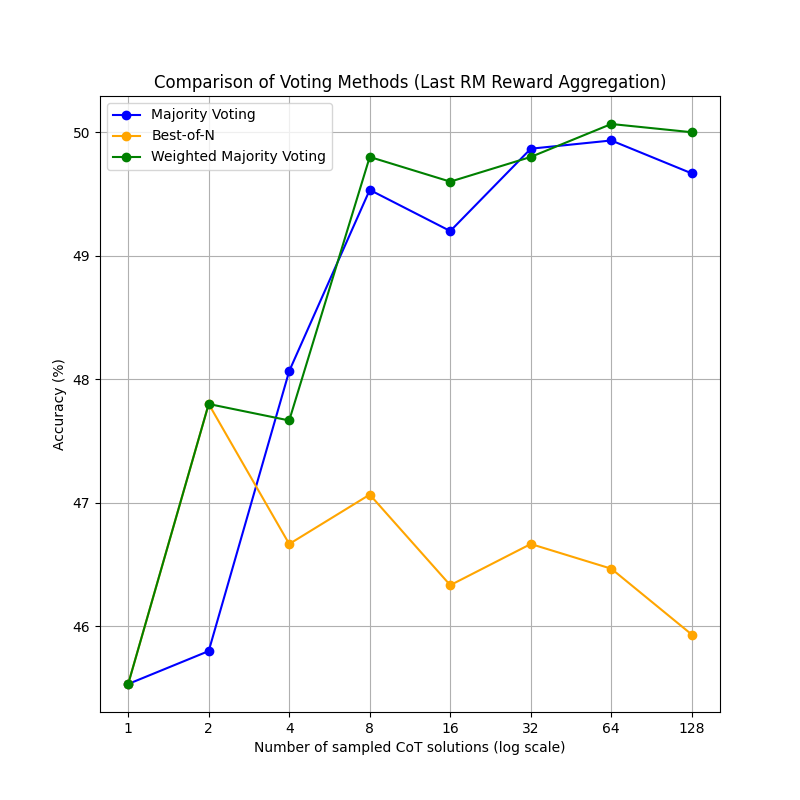 Comparison of Voting Methods (Last RM Reward Aggregation)
Majority Voting
Best-of-N
Weighted Majority Voting
50
49
48
47
46
Accuracy (%)
1 2 4 8 16 32 64 128
Number of sampled CoT solutions (log scale)